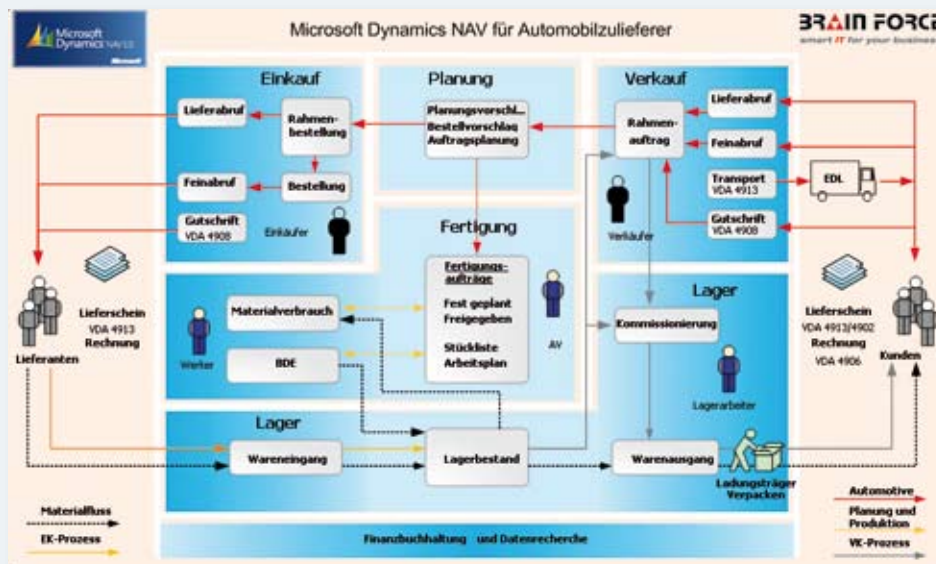 Microsoft
Dynamics NAV 5.0
Microsoft
Microsoft Dynamics NAV für Automobilzulieferer
BRAIN FORCE
smart IT for your business
Einkauf
Planung
Verkauf
Lieferabruf
Rahmen-
bestellung
Feinabruf
Bestellung
Gutschrift
VDA 4908
Einkäufer
Planungsvorschl...
Bestellvorschlag
Auftragsplanung
Rahmen-
auftrag
Lieferabruf
Feinabruf
Transport
VDA 4913
Gutschrift
VDA 4908
EDL
Verkäufer
Fertigung
Fertigungs-
aufträge
Fest geplant
Freigegeben
Stückliste
Arbeitsplan
AV
Materialverbrauch
BDE
Werker
Lieferschein
VDA 4913
Rechnung
Lieferanten
Lager
Kommissionierung
Lagerarbeiter
Lieferschein
VDA 4913/4902
Rechnung
VDA 4906
Kunden
Lager
Wareneingang
Lagerbestand
Warenausgang
Ladungsträger
Verpacken
Materialfluss
EK-Prozess
Finanzbuchhaltung und Datenrecherche
Automotive
Planung und
Produktion
VK-Prozess